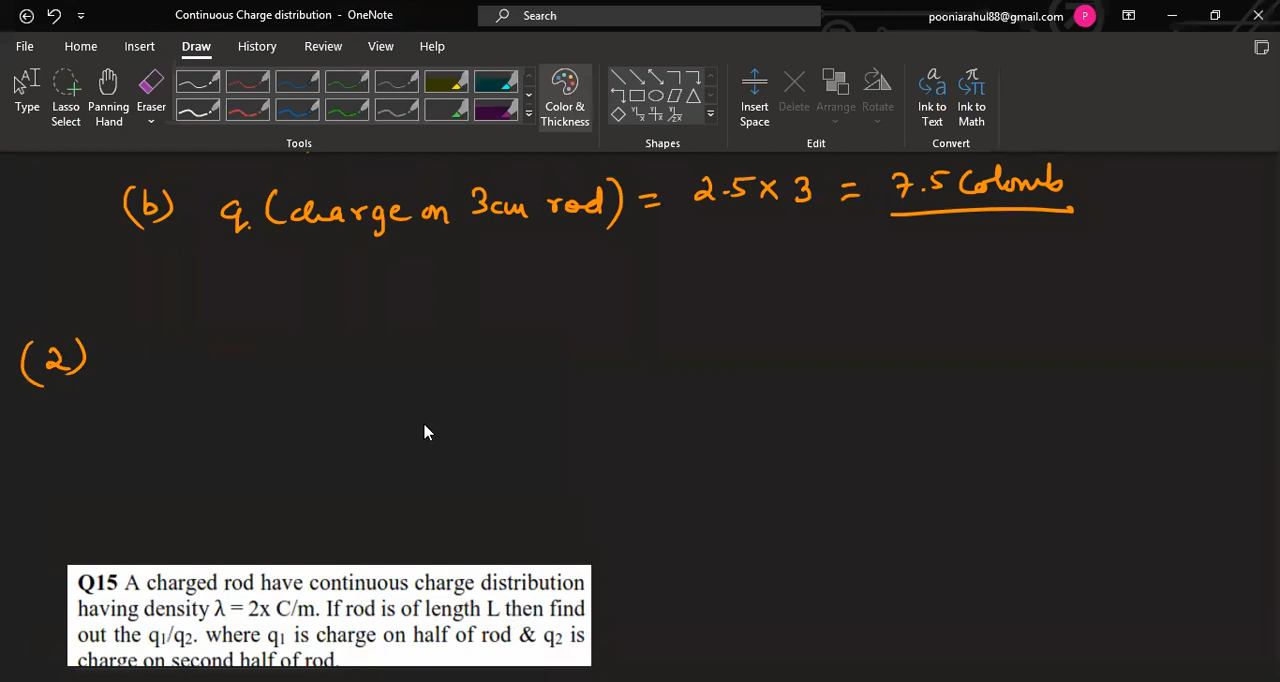 Continuous Charge distribution - OneNote
Search
pooniarahul88@gmail.com
P
File Home Insert Draw History Review View Help
Type
Lasso Select
Panning Hand
Eraser
Color & Thickness
Insert Space
Delete
Arrange
Rotate
Ink to Text
Ink to Math
Tools
Shapes
Edit
Convert
(b) q (charge on 3cm rod) = 2.5 × 3 = 7.5 Colomb
(2)
Q15 A charged rod have continuous charge distribution
having density λ = 2x C/m. If rod is of length L then find
out the q1/q2. where q1 is charge on half of rod & q2 is
charge on second half of rod.